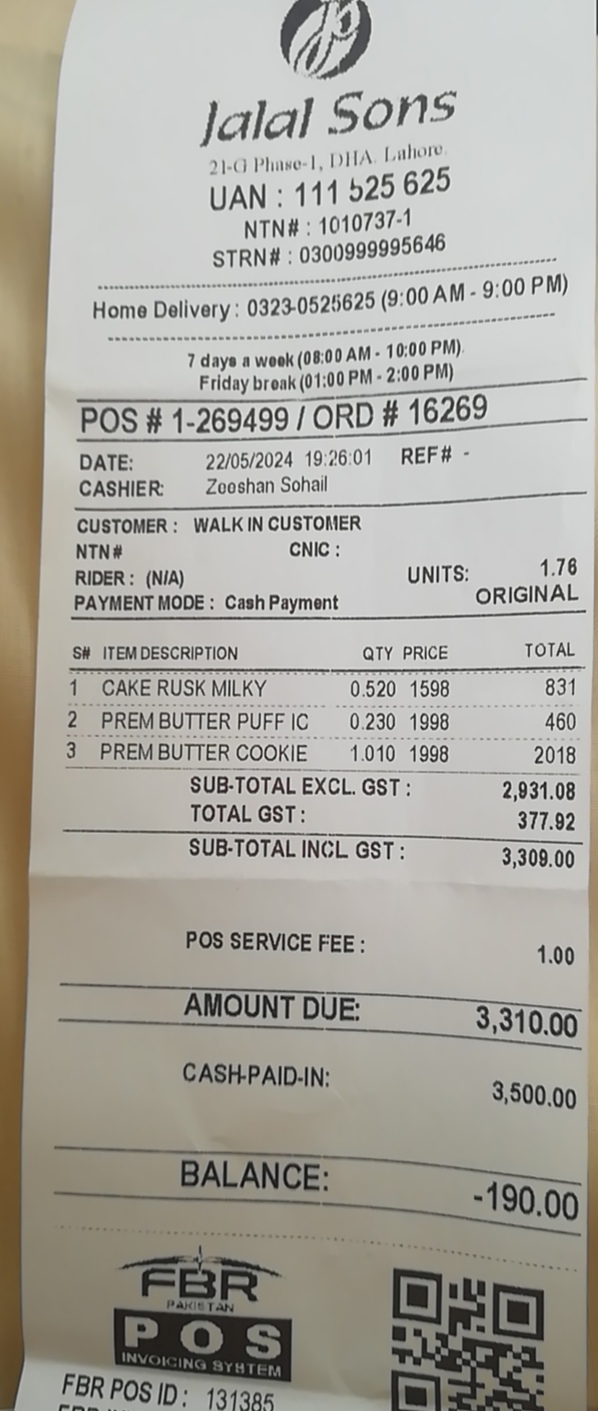 Jalal Sons
21-G Phase-1, DHA. Lahore.
UAN : 111 525 625
NTN# : 1010737-1
STRN# : 0300999995646
Home Delivery : 0323-0525625 (9:00 AM - 9:00 PM)
7 days a week (08:00 AM - 10:00 PM).
Friday break (01:00 PM - 2:00 PM)
POS # 1-269499 / ORD # 16269
DATE: 22/05/2024 19:26:01 REF# -
CASHIER: Zeeshan Sohail
CUSTOMER : WALK IN CUSTOMER
NTN# CNIC :
RIDER : (N/A) UNITS: 1.76
PAYMENT MODE : Cash Payment ORIGINAL
S# ITEM DESCRIPTION QTY PRICE TOTAL
1 CAKE RUSK MILKY 0.520 1598 831
2 PREM BUTTER PUFF IC 0.230 1998 460
3 PREM BUTTER COOKIE 1.010 1998 2018
SUB-TOTAL EXCL. GST : 2,931.08
TOTAL GST : 377.92
SUB-TOTAL INCL GST : 3,309.00
POS SERVICE FEE : 1.00
AMOUNT DUE: 3,310.00
CASH-PAID-IN: 3,500.00
BALANCE: -190.00
FBR
PAKISTAN
POS
INVOICING SYSTEM
FBR POS ID : 131385